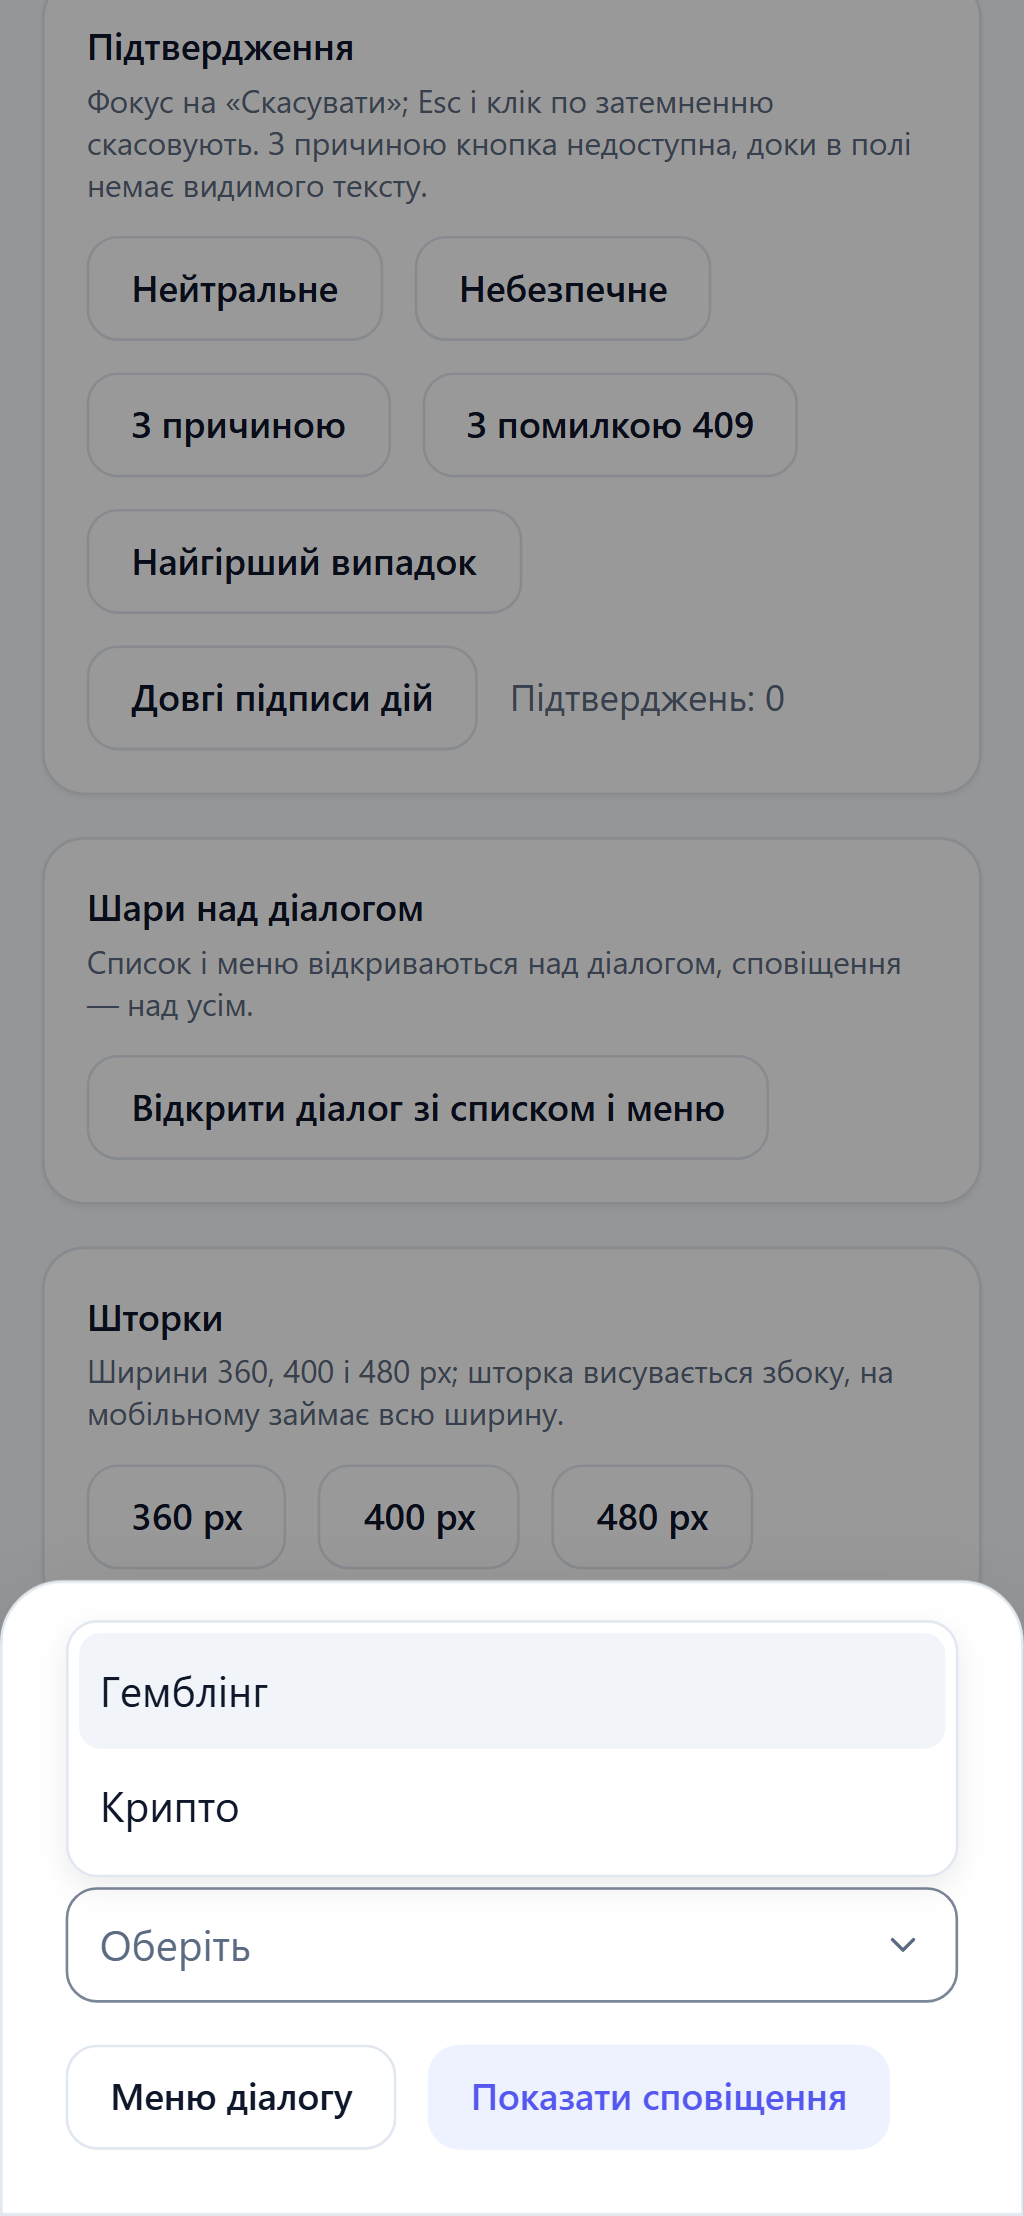 Підтвердження
Фокус на «Скасувати»; Esc і клік по затемненню
скасовують. З причиною кнопка недоступна, доки в полі
немає видимого тексту.
Нейтральне
Небезпечне
З причиною
З помилкою 409
Найгірший випадок
Довгі підписи дій
Підтверджень: 0
Шари над діалогом
Список і меню відкриваються над діалогом, сповіщення
— над усім.
Відкрити діалог зі списком і меню
Шторки
Ширини 360, 400 і 480 px; шторка висувається збоку, на
мобільному займає всю ширину.
360 px
400 px
480 px
Гемблінг
Крипто
Оберіть
Меню діалогу
Показати сповіщення